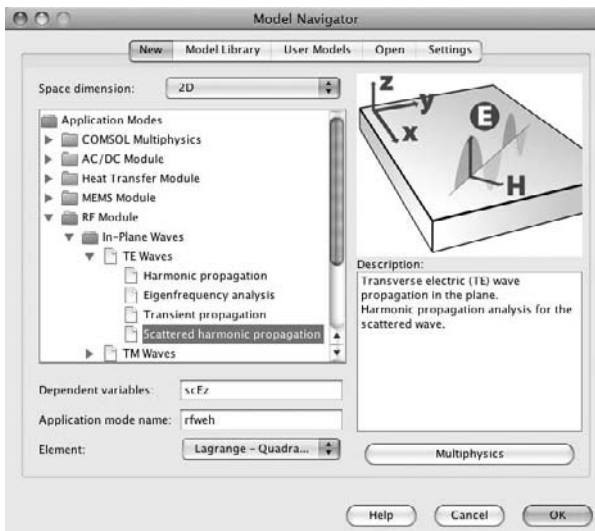 Model Navigator
New Model Library User Models Open Settings
Space dimension: 2D
Application Modes
COMSOL Multiphysics
AC/DC Module
Heat Transfer Module
MEMS Module
RF Module
In-Plane Waves
TE Waves
Harmonic propagation
Eigenfrequency analysis
Transient propagation
Scattered harmonic propagation
TM Waves
Dependent variables: scEz
Application mode name: rfweh
Element: Lagrange - Quadra...
z
y
x
E
H
Description:
Transverse electric (TE) wave
propagation in the plane.
Harmonic propagation analysis for the
scattered wave.
Multiphysics
Help Cancel OK